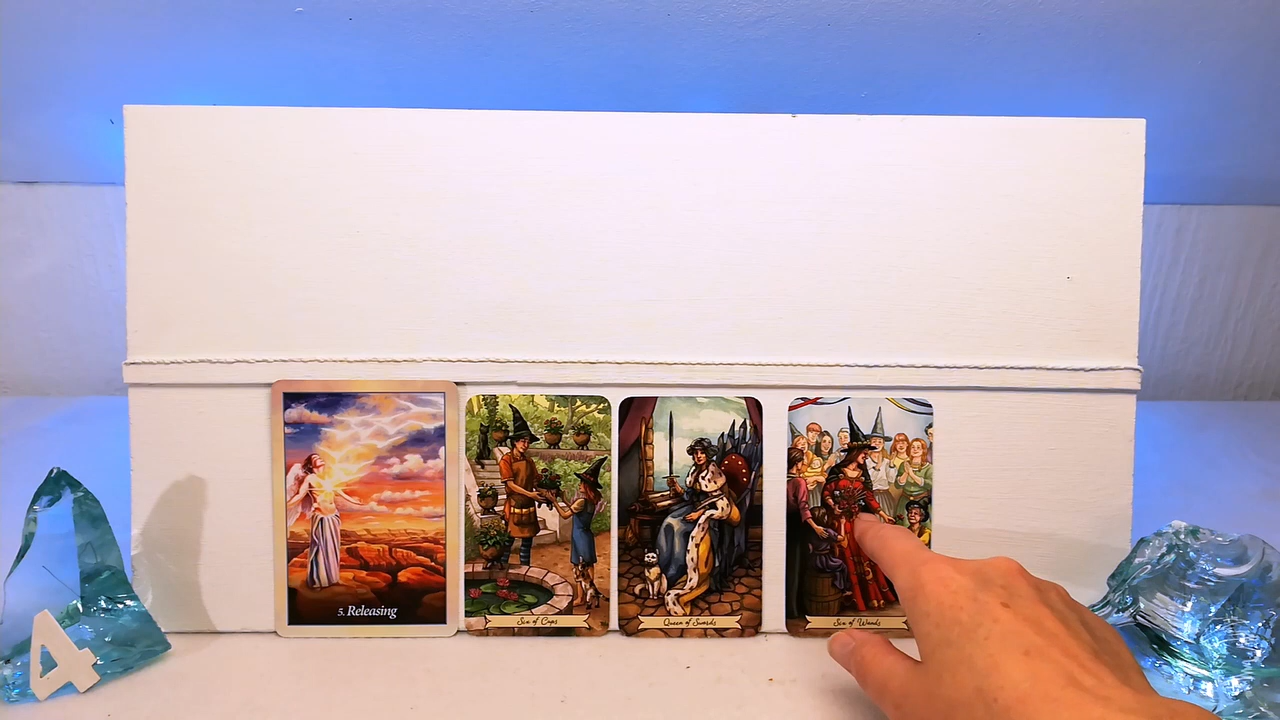 5. Releasing
Six of Cups
Queen of Swords
Six of Wands
4